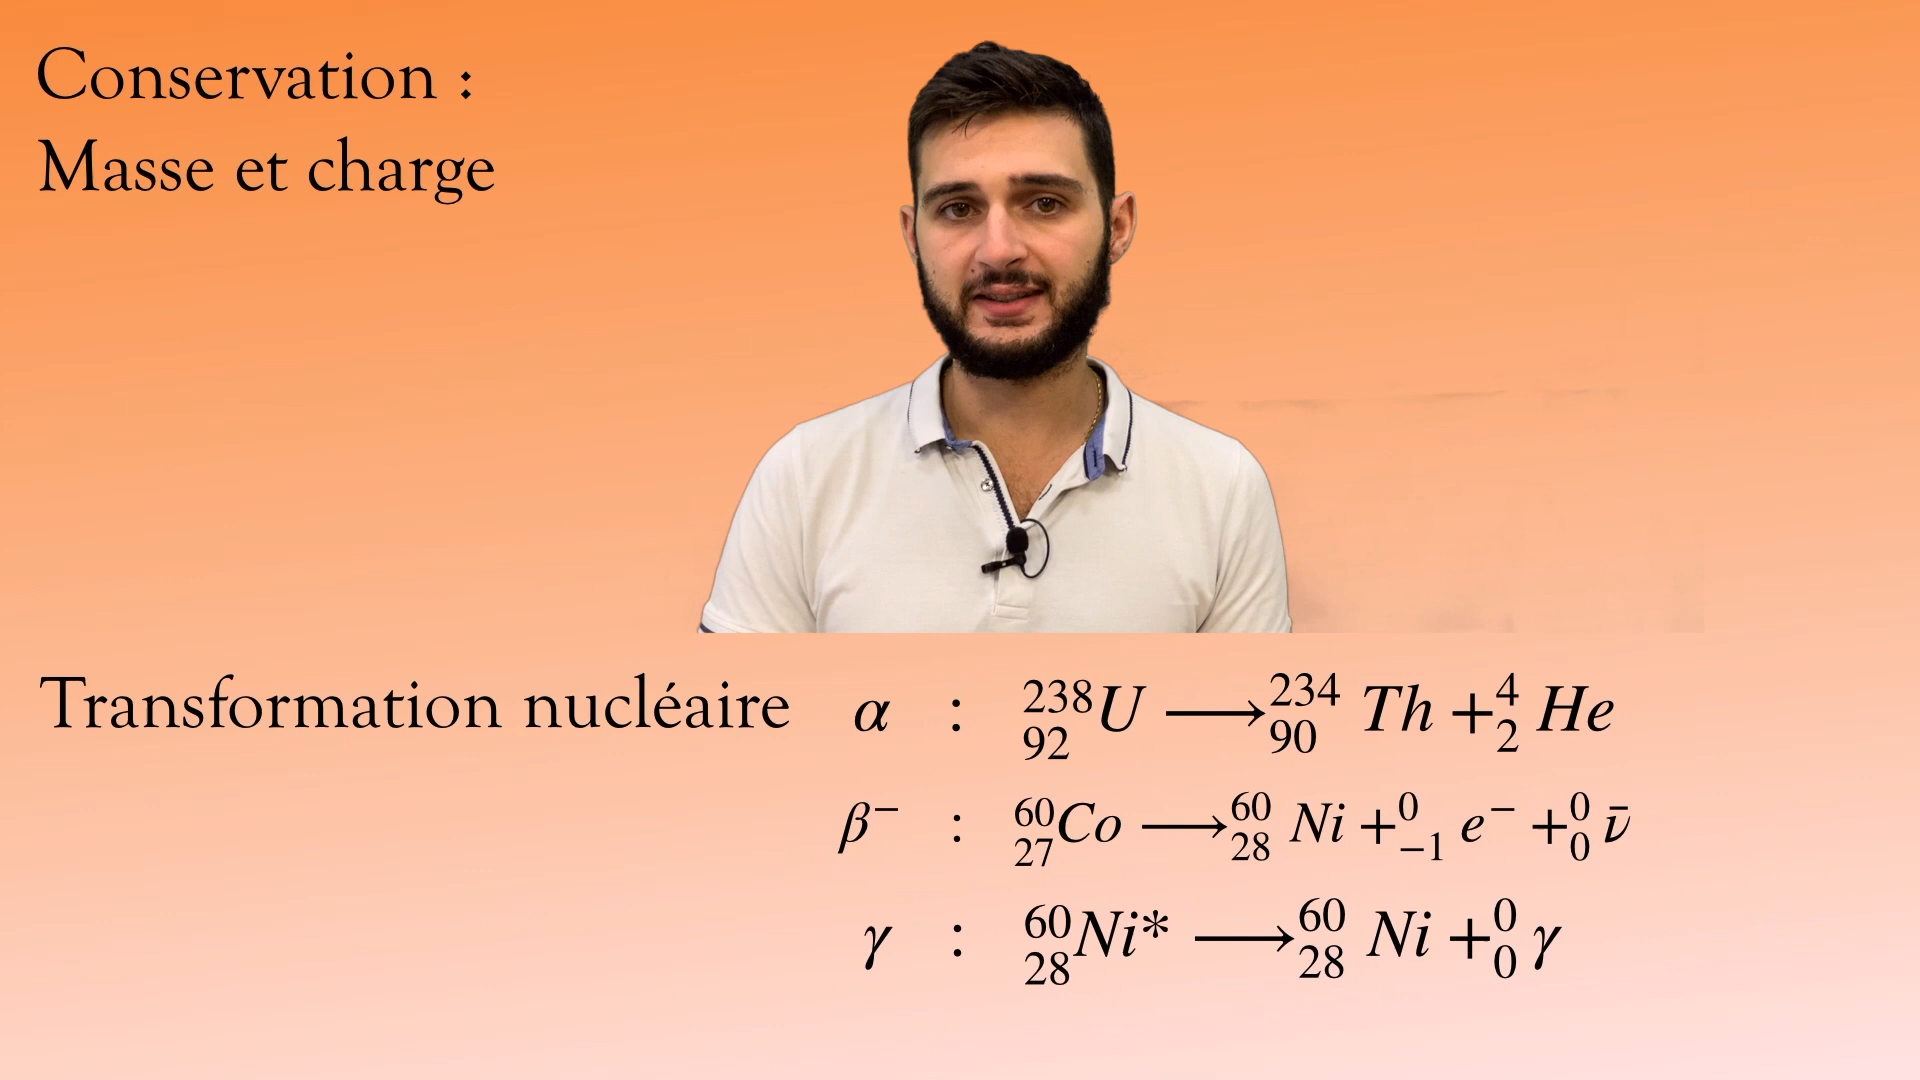 Conservation :
Masse et charge
Transformation nucléaire α : ²³⁸₉₂U ⟶ ²³⁴₉₀Th + ⁴₂He
β⁻ : ⁶⁰₂₇Co ⟶ ⁶⁰₂₈Ni + ⁰₋₁e⁻ + ⁰₀ν̄
γ : ⁶⁰₂₈Ni* ⟶ ⁶⁰₂₈Ni + ⁰₀γ